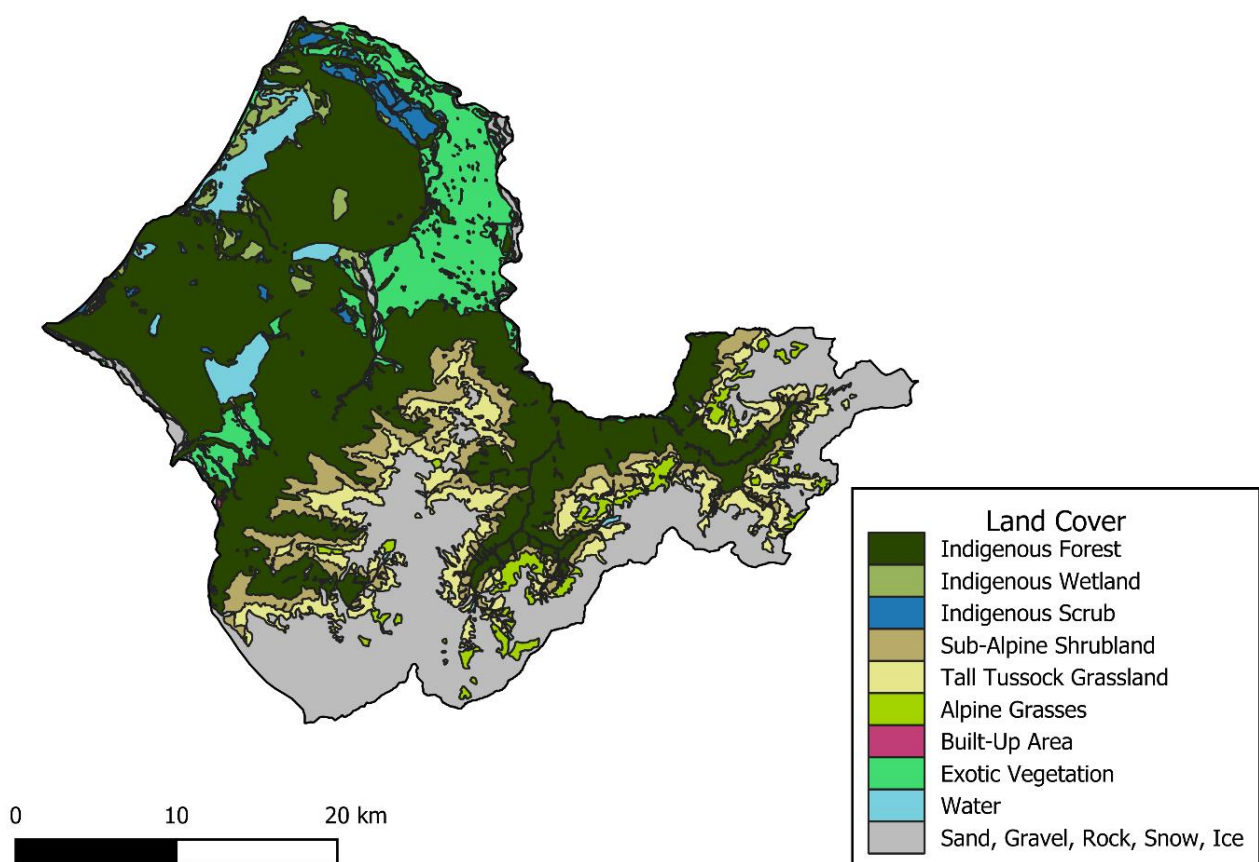 Land Cover
Indigenous Forest
Indigenous Wetland
Indigenous Scrub
Sub-Alpine Shrubland
Tall Tussock Grassland
Alpine Grasses
Built-Up Area
Exotic Vegetation
Water
Sand, Gravel, Rock, Snow, Ice
0 10 20 km